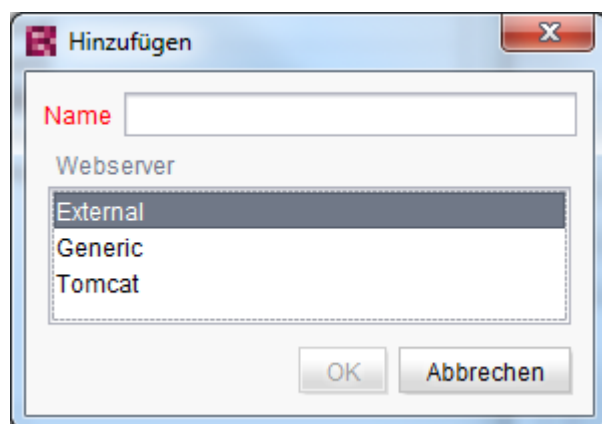 Hinzufügen
Name
Webserver
External
Generic
Tomcat
OK Abbrechen